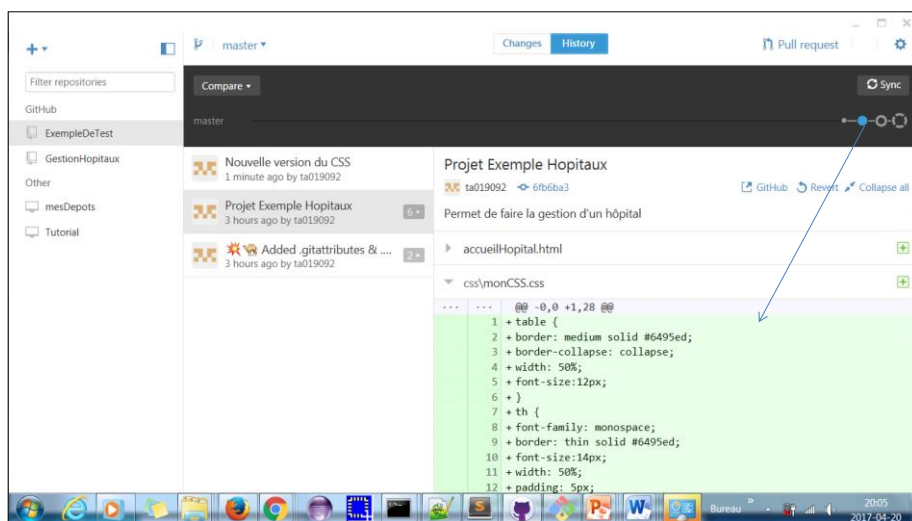 master
Changes
History
Pull request
Filter repositories
GitHub
ExempleDeTest
GestionHopitaux
Other
mesDepots
Tutorial
Compare
Sync
master
Nouvelle version du CSS
1 minute ago by ta019092
Projet Exemple Hopitaux
3 hours ago by ta019092
6
Added .gitattributes & ....
3 hours ago by ta019092
2
Projet Exemple Hopitaux
ta019092 6fb6ba3
GitHub Revert Collapse all
Permet de faire la gestion d'un hôpital
accueilHopital.html
css\monCSS.css
... ... @@ -0,0 +1,28 @@
1 + table {
2 + border: medium solid #6495ed;
3 + border-collapse: collapse;
4 + width: 50%;
5 + font-size:12px;
6 + }
7 + th {
8 + font-family: monospace;
9 + border: thin solid #6495ed;
10 + font-size:14px;
11 + width: 50%;
12 + padding: 5px;
Bureau »
20:05
2017-04-20